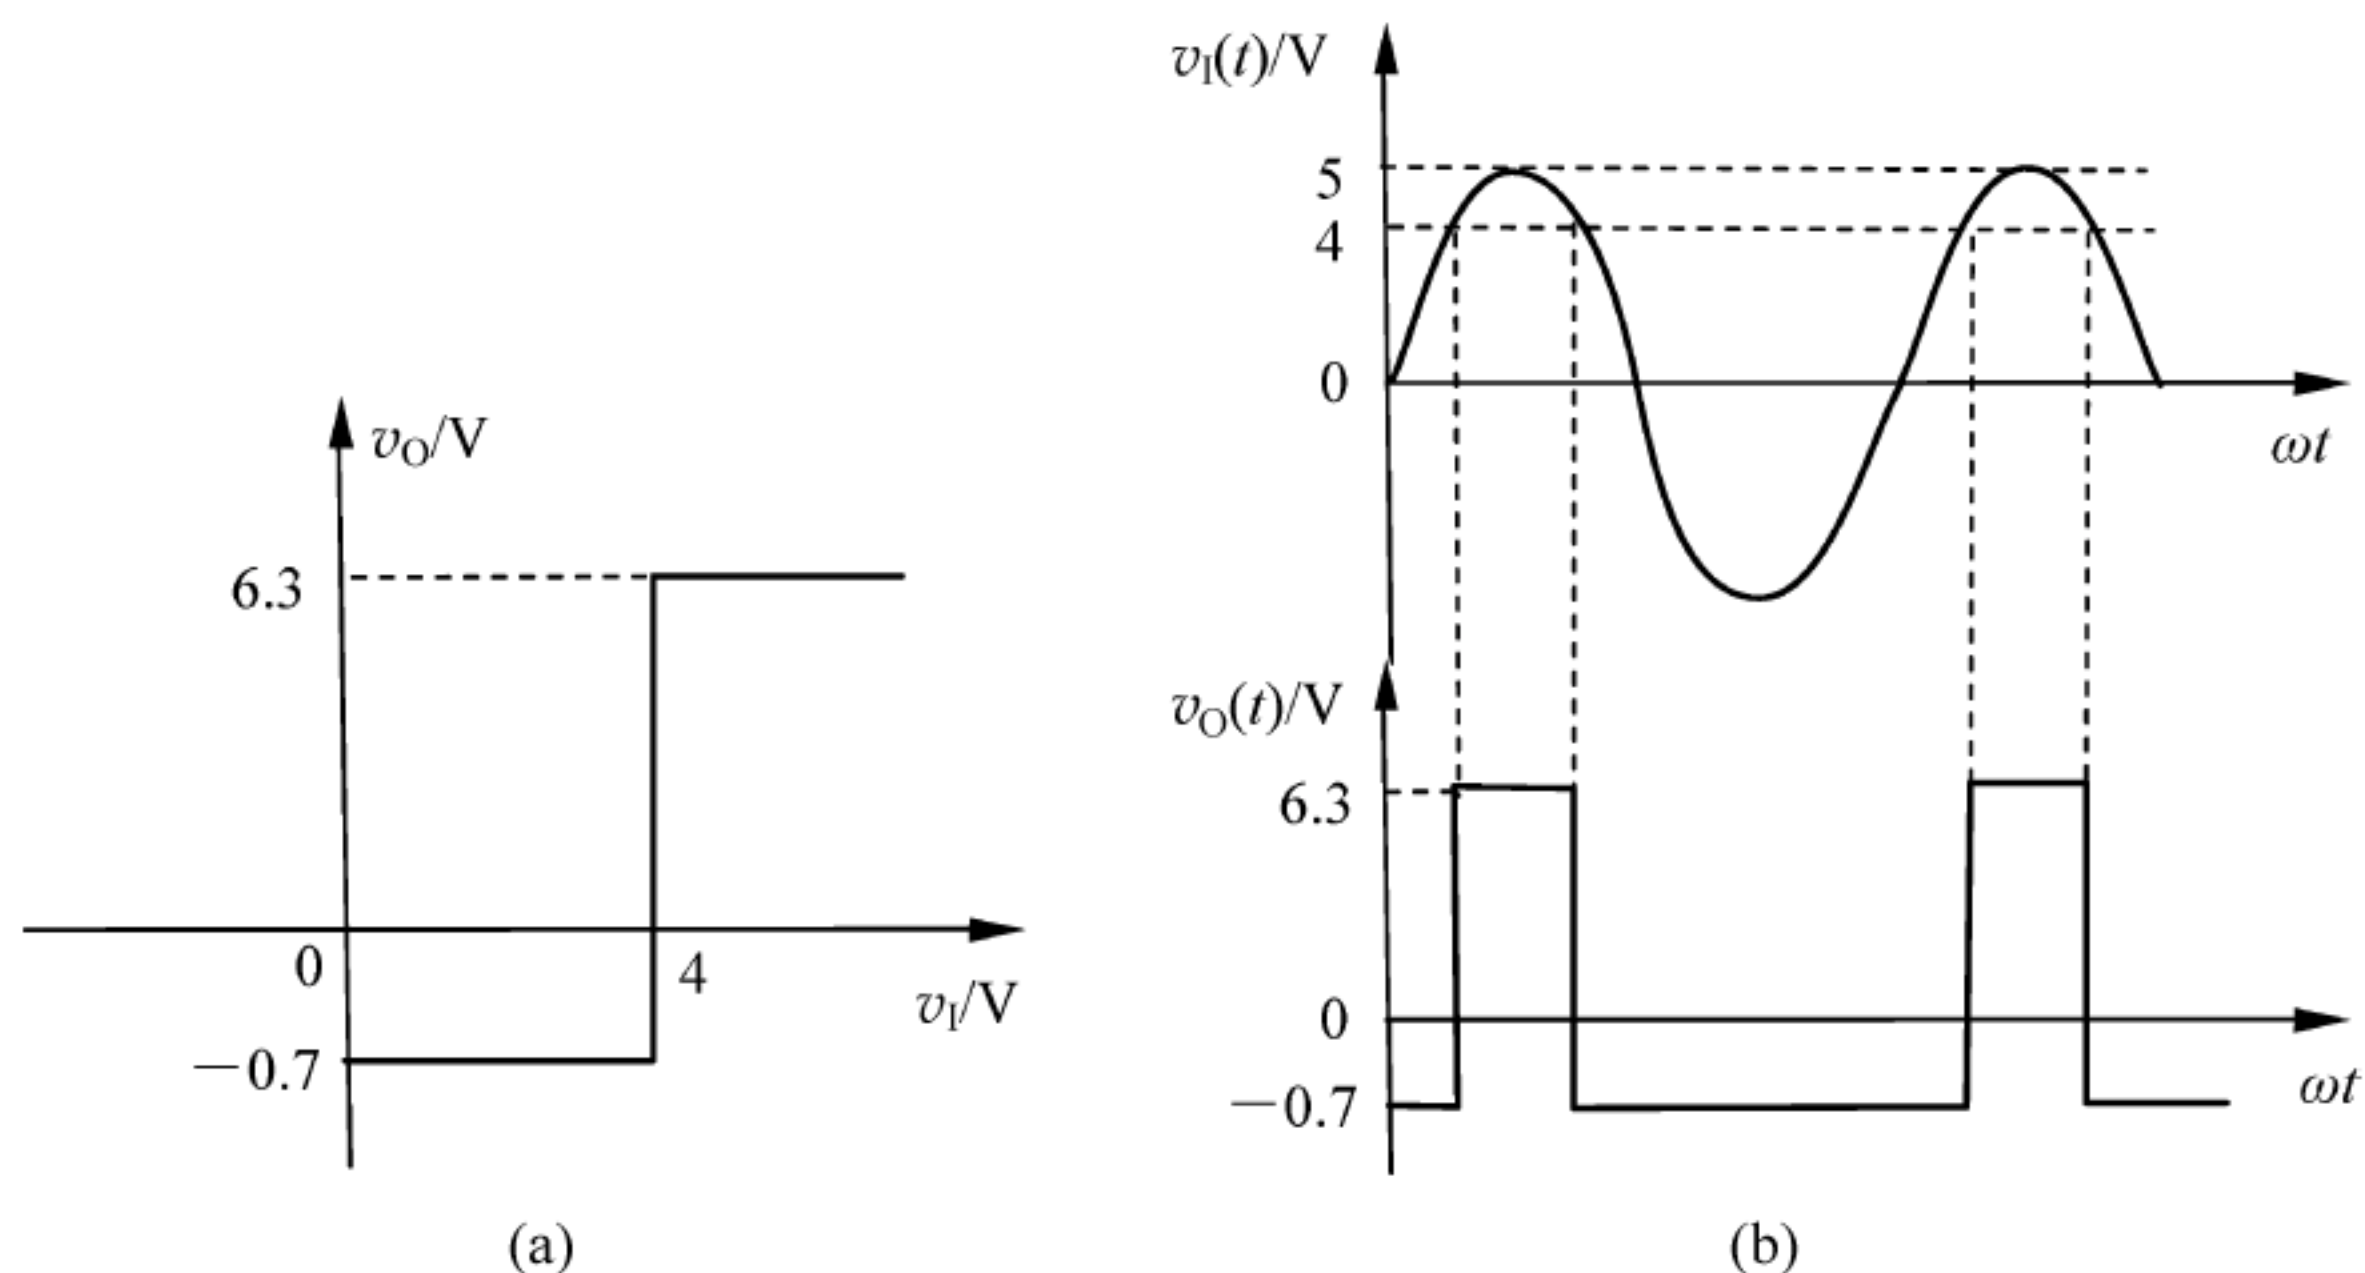 v_O/V
6.3
0
4
v_I/V
—0.7
(a)
v_I(t)/V
5
4
0
ωt
v_O(t)/V
6.3
0
—0.7
ωt
(b)